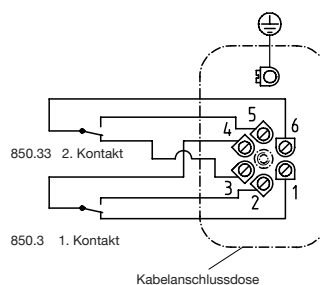 5
4
6
850.33 2. Kontakt
3
2
1
850.3 1. Kontakt
Kabelanschlussdose